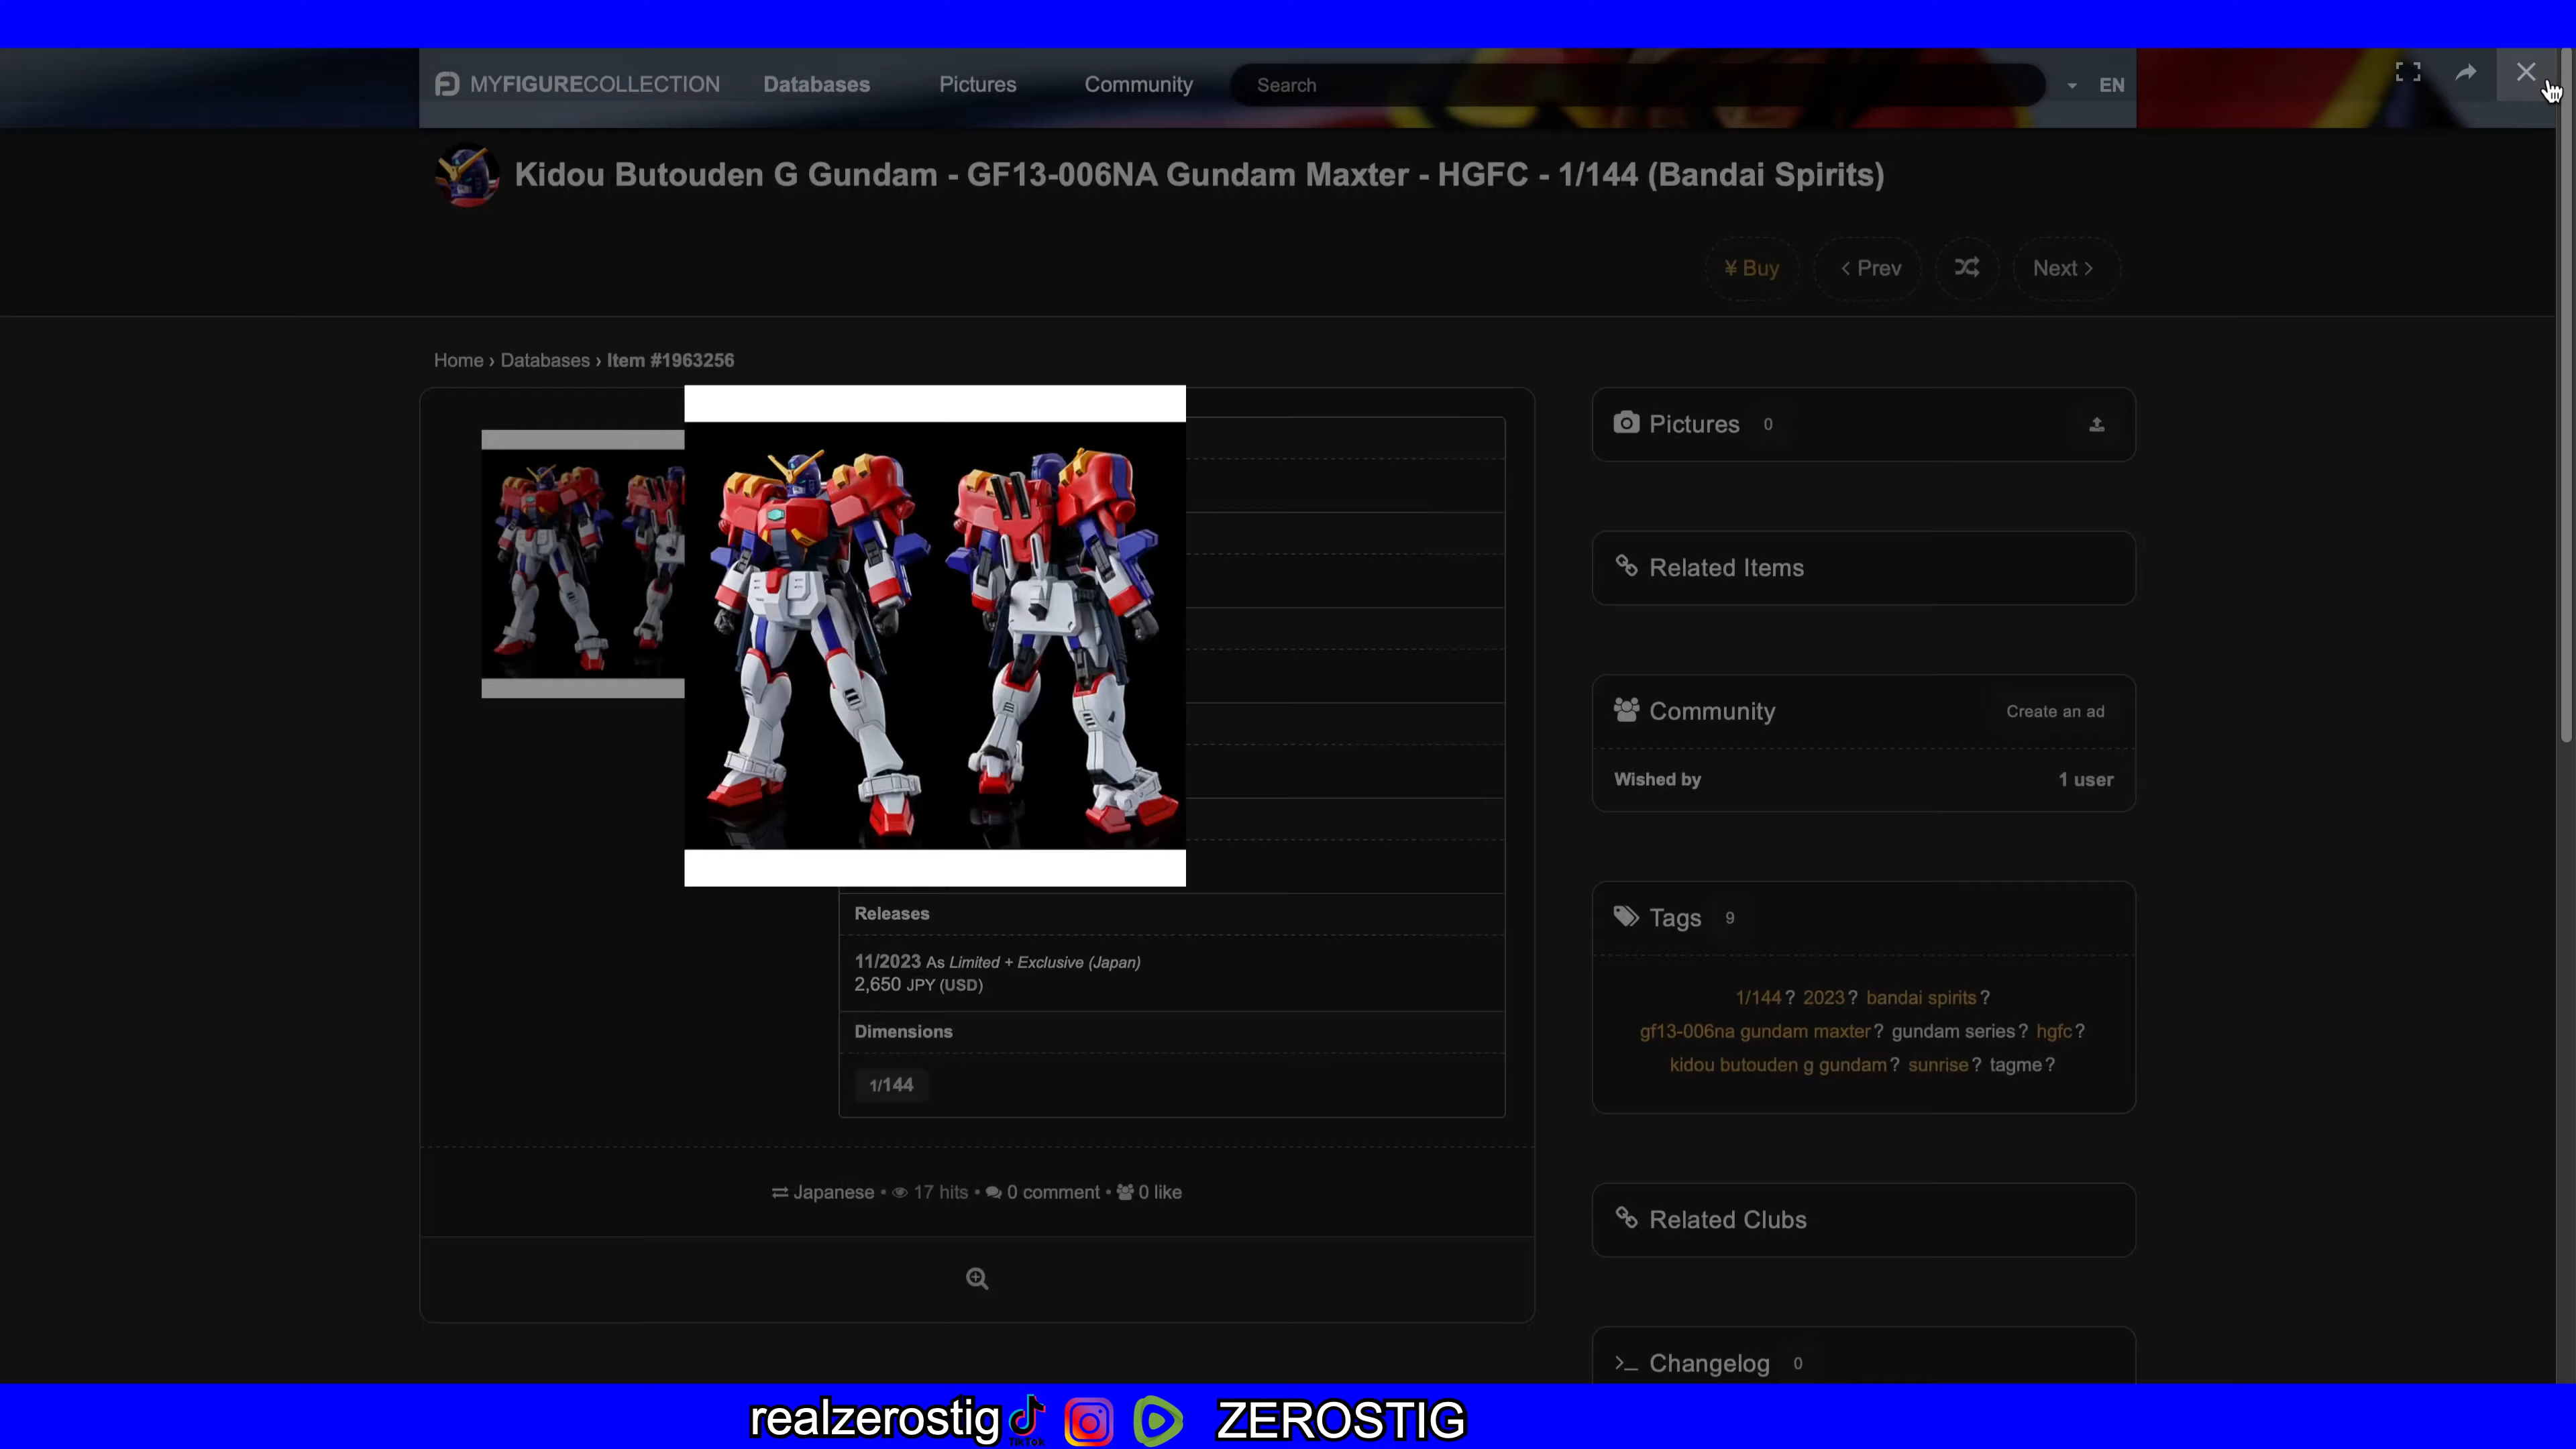 MYFIGURECOLLECTION Databases Pictures Community Search EN
Kidou Butouden G Gundam - GF13-006NA Gundam Maxter - HGFC - 1/144 (Bandai Spirits)
¥ Buy ‹ Prev Next ›
Home › Databases › Item #1963256
Pictures 0
Related Items
Community Create an ad
Wished by 1 user
Releases
11/2023 As Limited + Exclusive (Japan)
2,650 JPY (USD)
Dimensions
1/144
Tags 9
1/144? 2023? bandai spirits?
gf13-006na gundam maxter? gundam series? hgfc?
kidou butouden g gundam? sunrise? tagme?
Japanese • 17 hits • 0 comment • 0 like
Related Clubs
Changelog 0
realzerostig TikTok ZEROSTIG